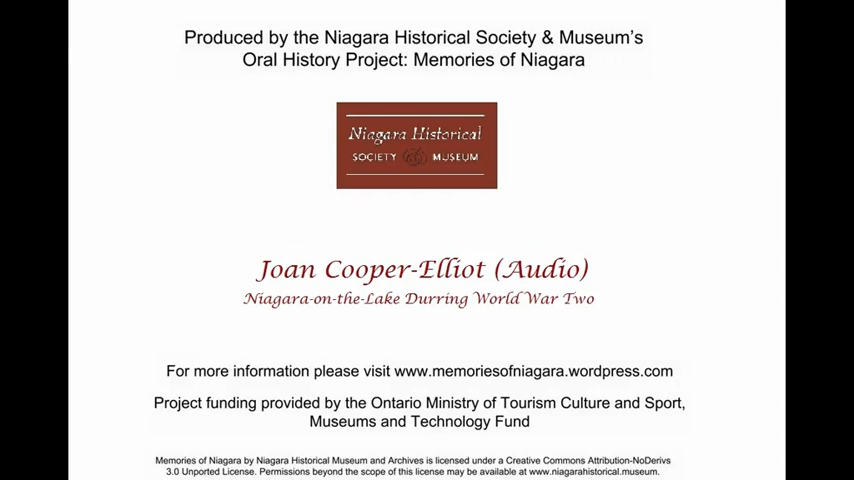 Produced by the Niagara Historical Society & Museum's
Oral History Project: Memories of Niagara
Niagara Historical
SOCIETY & MUSEUM
Joan Cooper-Elliot (Audio)
Niagara-on-the-Lake Durring World War Two
For more information please visit www.memoriesofniagara.wordpress.com
Project funding provided by the Ontario Ministry of Tourism Culture and Sport,
Museums and Technology Fund
Memories of Niagara by Niagara Historical Museum and Archives is licensed under a Creative Commons Attribution-NoDerivs
3.0 Unported License. Permissions beyond the scope of this license may be available at www.niagarahistorical.museum.